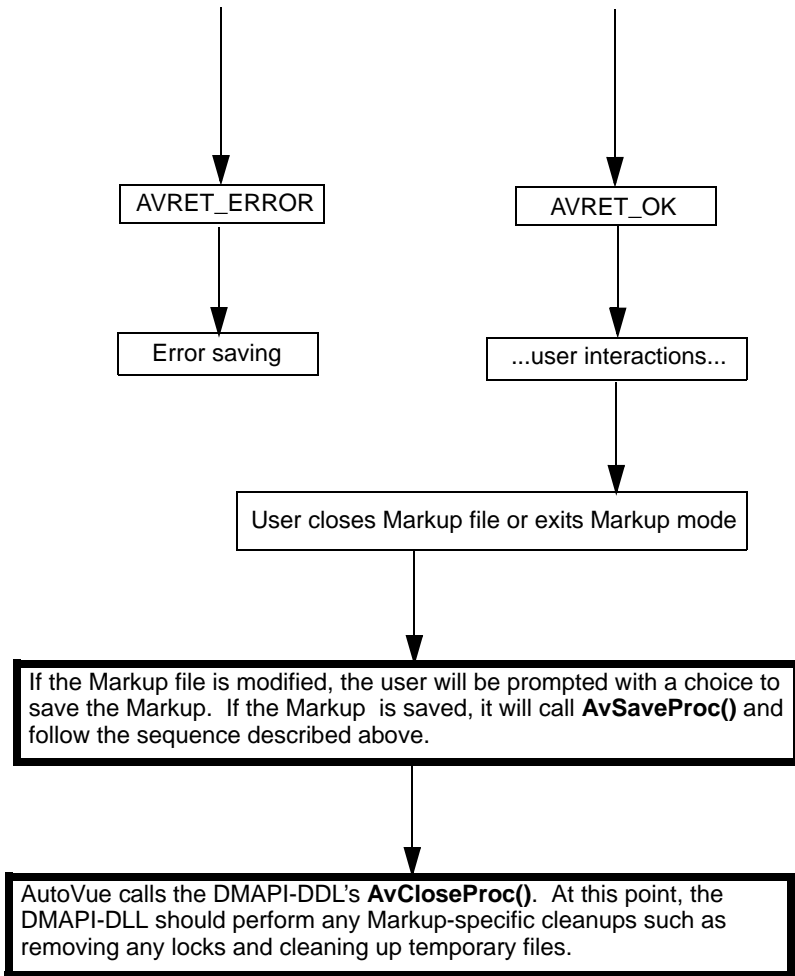 AVRET_ERROR
AVRET_OK
Error saving
...user interactions...
User closes Markup file or exits Markup mode
If the Markup file is modified, the user will be prompted with a choice to
save the Markup.  If the Markup  is saved, it will call AvSaveProc() and
follow the sequence described above.
AutoVue calls the DMAPI-DDL's AvCloseProc().  At this point, the
DMAPI-DLL should perform any Markup-specific cleanups such as
removing any locks and cleaning up temporary files.